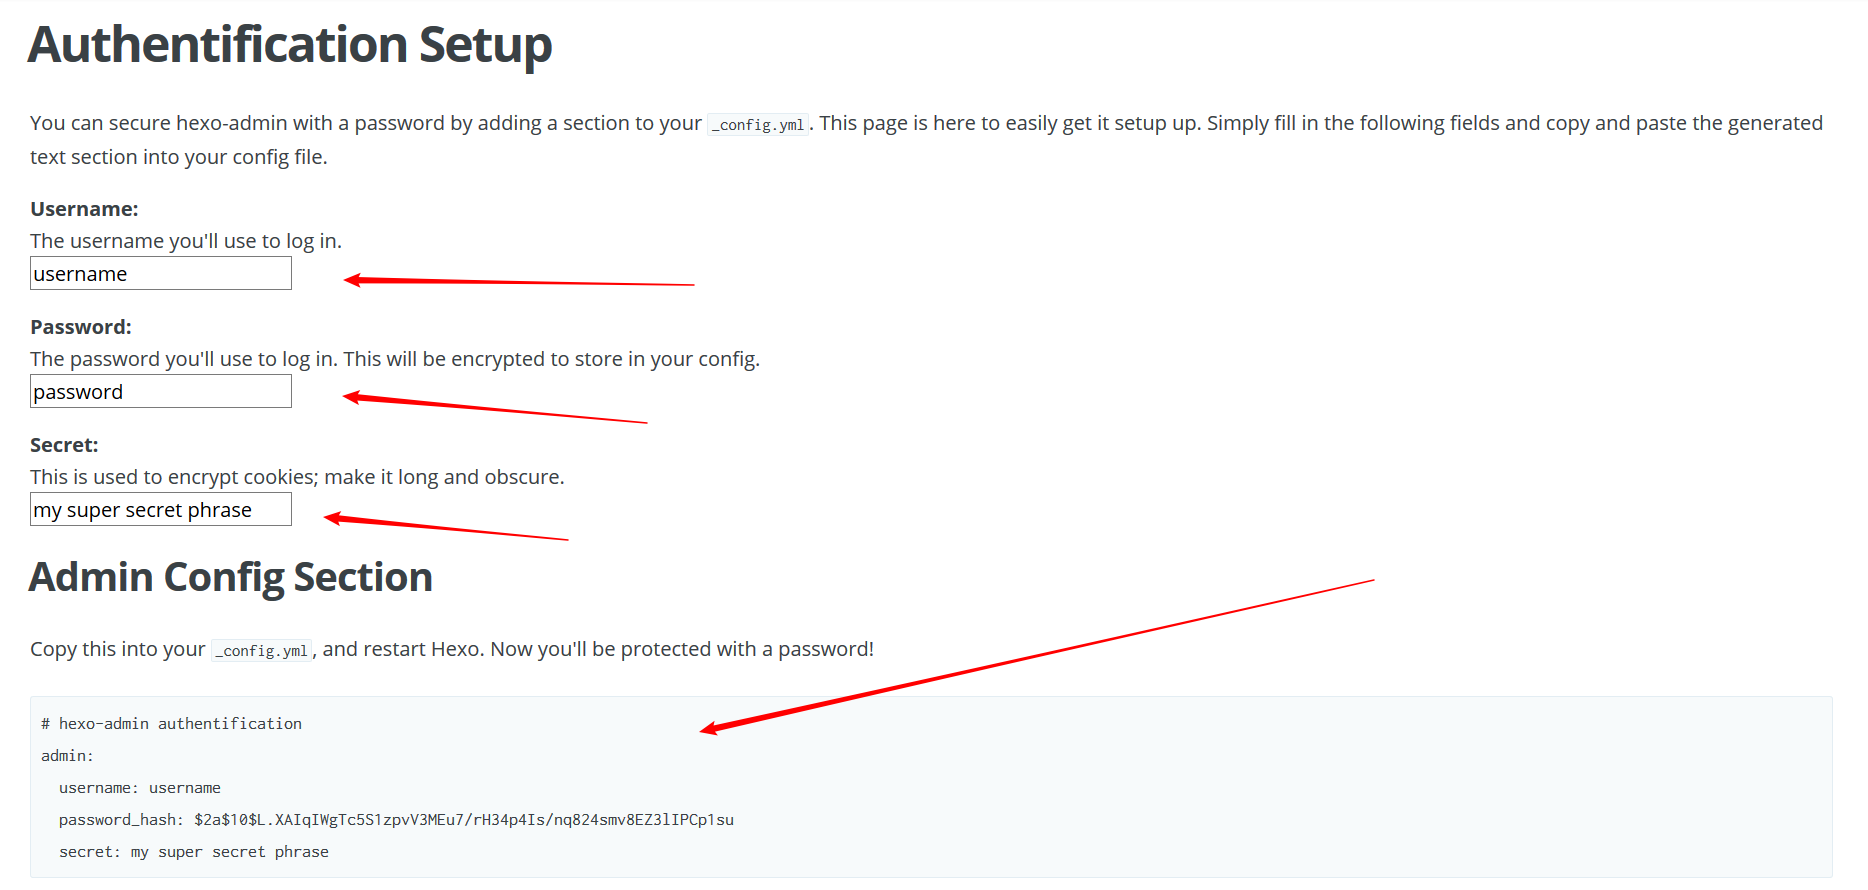 Authentification Setup
You can secure hexo-admin with a password by adding a section to your _config.yml. This page is here to easily get it setup up. Simply fill in the following fields and copy and paste the generated
text section into your config file.
Username:
The username you'll use to log in.
username
Password:
The password you'll use to log in. This will be encrypted to store in your config.
password
Secret:
This is used to encrypt cookies; make it long and obscure.
my super secret phrase
Admin Config Section
Copy this into your _config.yml, and restart Hexo. Now you'll be protected with a password!
# hexo-admin authentification
admin:
  username: username
  password_hash: $2a$10$L.XAIqIWgTc5S1zpvV3MEu7/rH34p4Is/nq824smv8EZ3lIPCp1su
  secret: my super secret phrase